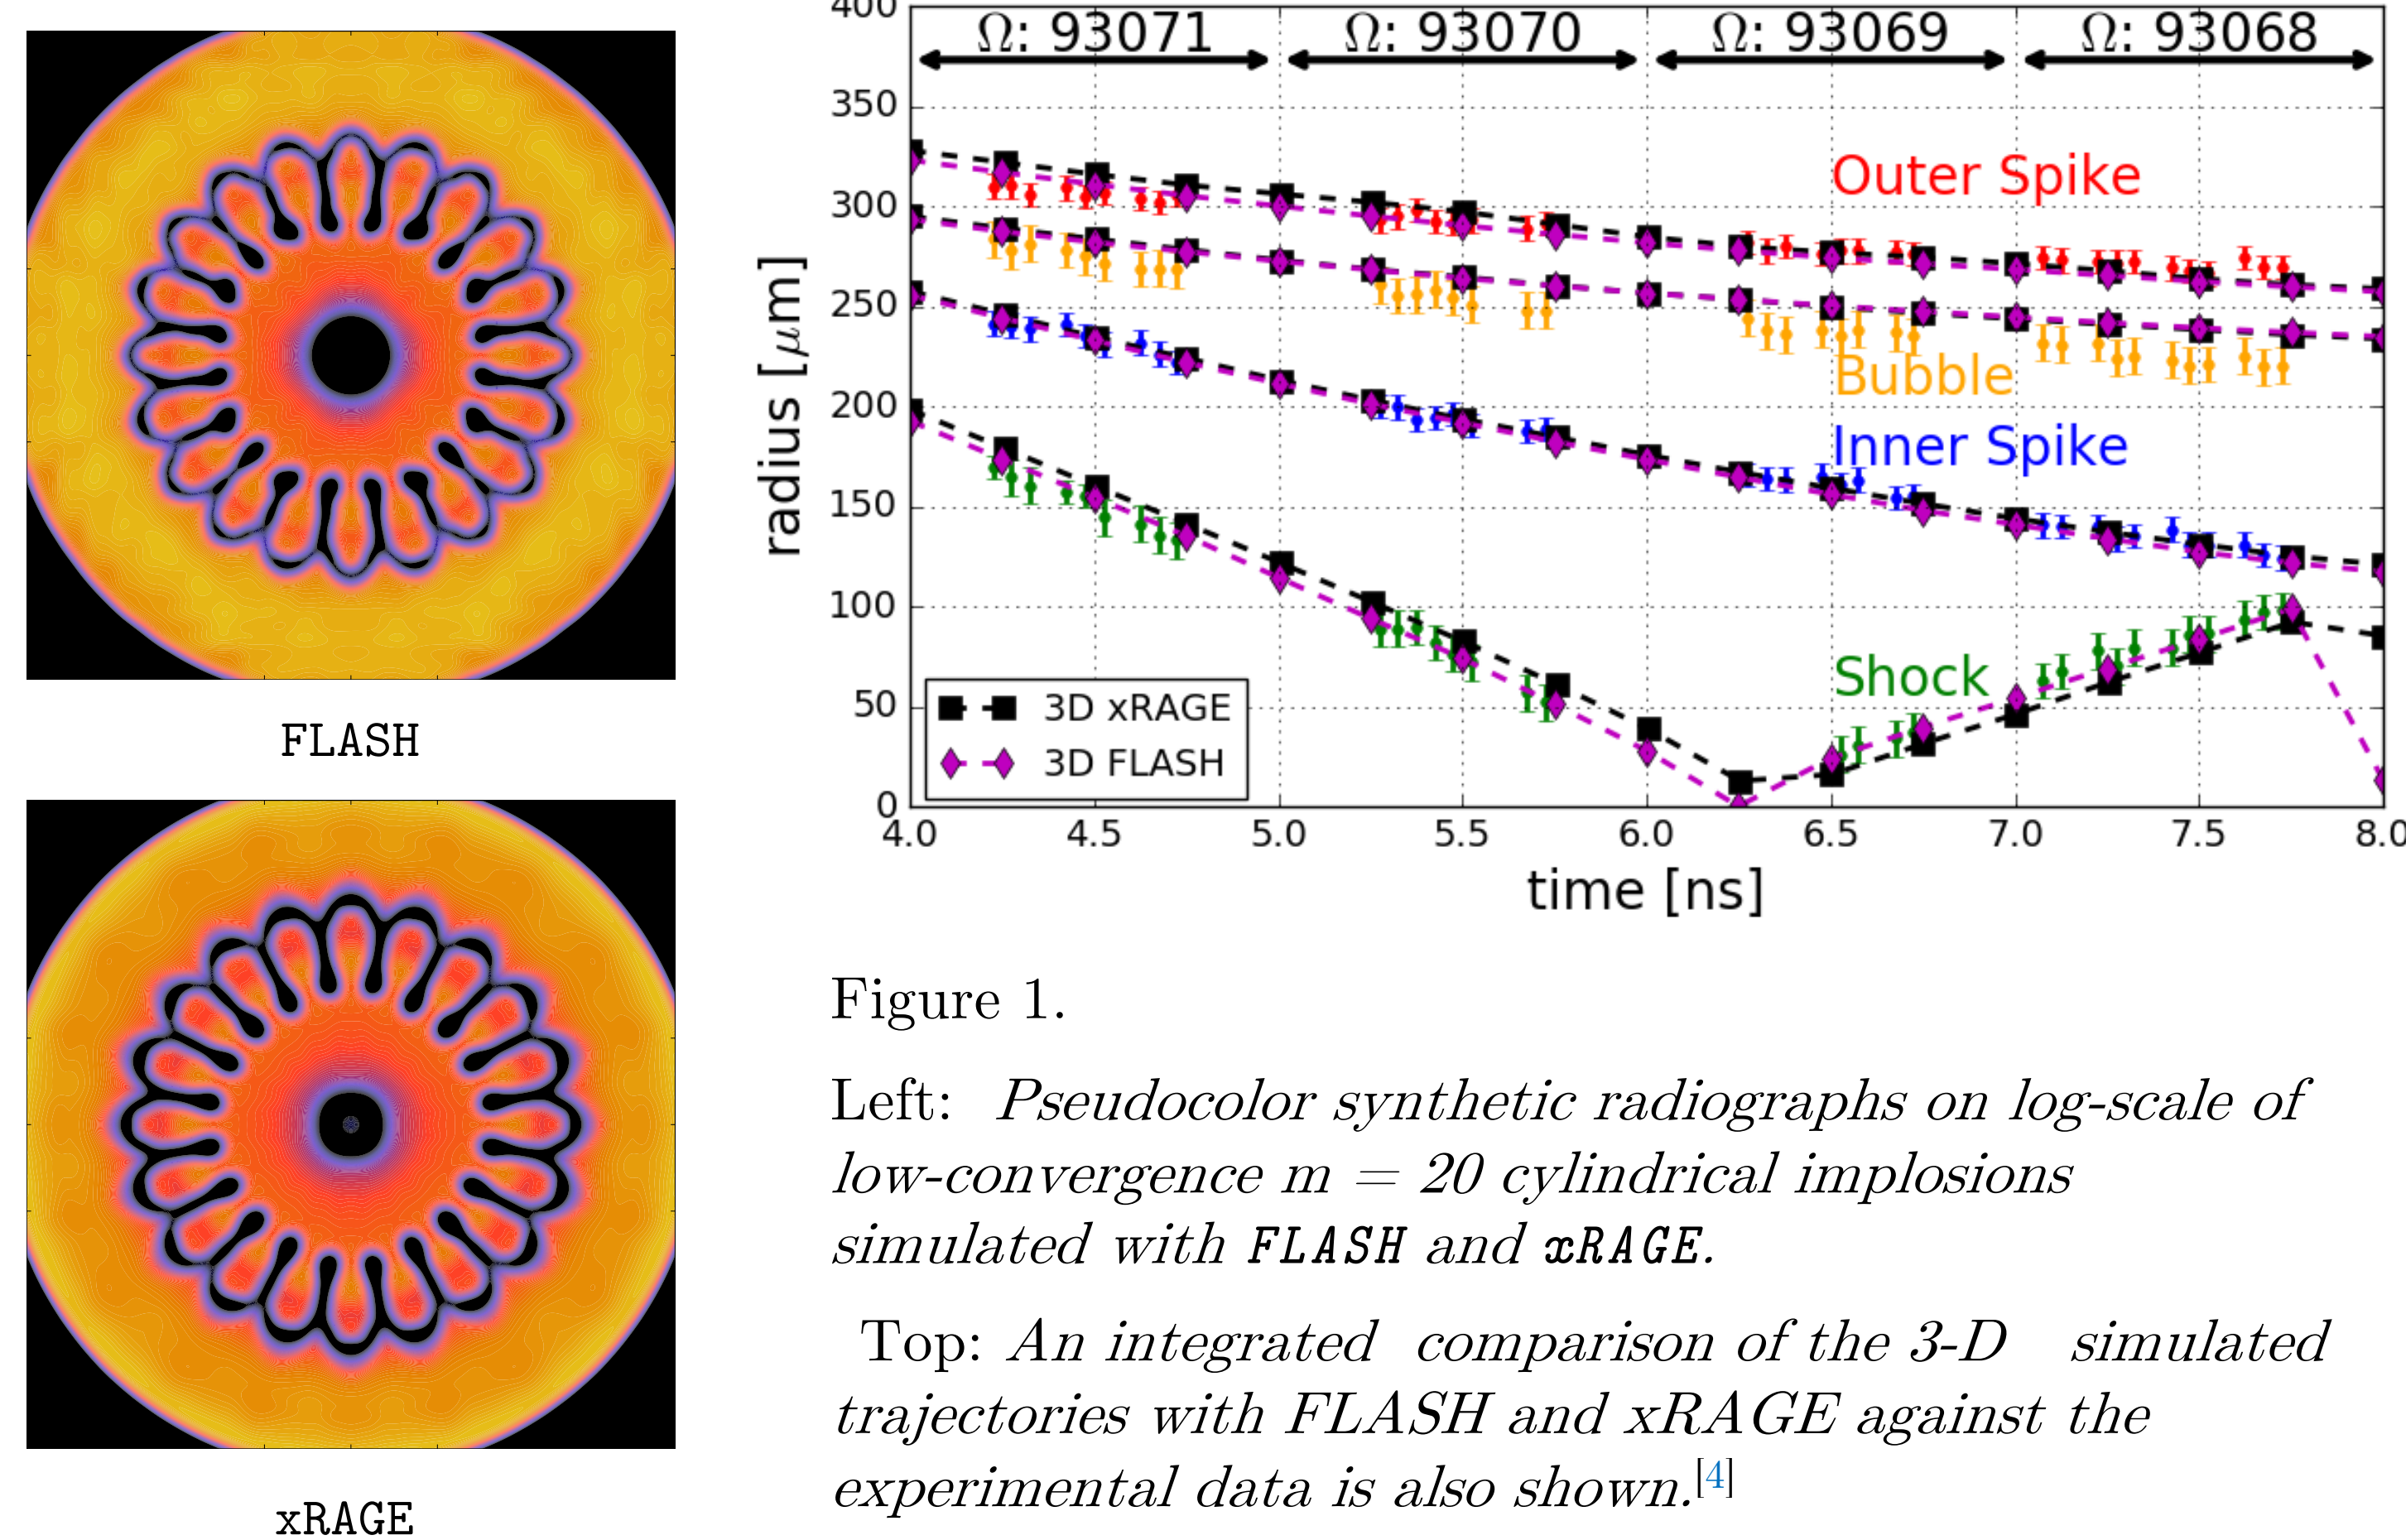 FLASH
xRAGE
400
350
300
250
200
150
100
50
0
radius [μm]
Ω: 93071
Ω: 93070
Ω: 93069
Ω: 93068
Outer Spike
Bubble
Inner Spike
Shock
3D xRAGE
3D FLASH
4.0 4.5 5.0 5.5 6.0 6.5 7.0 7.5 8.0
time [ns]
Figure 1.
Left: Pseudocolor synthetic radiographs on log-scale of
low-convergence m = 20 cylindrical implosions
simulated with FLASH and xRAGE.
Top: An integrated comparison of the 3-D simulated
trajectories with FLASH and xRAGE against the
experimental data is also shown.[4]